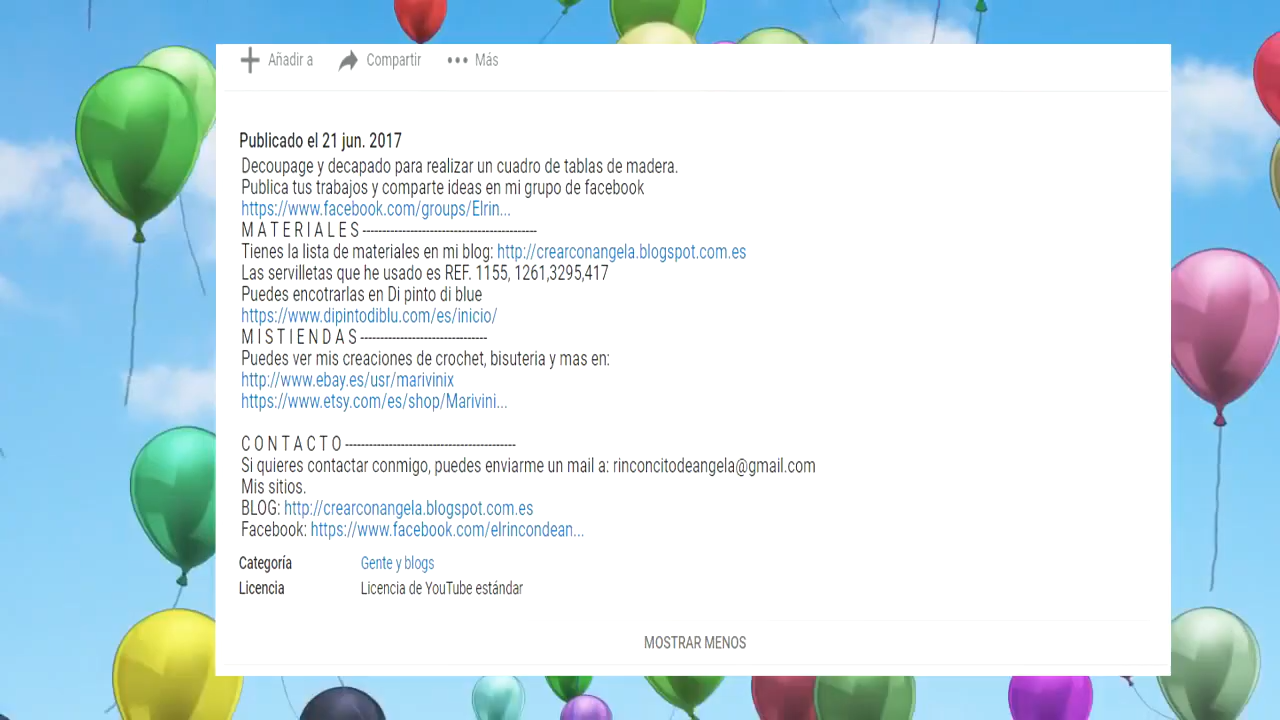 Añadir a Compartir Más
Publicado el 21 jun. 2017
Decoupage y decapado para realizar un cuadro de tablas de madera.
Publica tus trabajos y comparte ideas en mi grupo de facebook
https://www.facebook.com/groups/Elrin...
M A T E R I A L E S --------------------------------------------
Tienes la lista de materiales en mi blog: http://crearconangela.blogspot.com.es
Las servilletas que he usado es REF. 1155, 1261,3295,417
Puedes encotrarlas en Di pinto di blue
https://www.dipintodiblu.com/es/inicio/
M I S T I E N D A S --------------------------------
Puedes ver mis creaciones de crochet, bisuteria y mas en:
http://www.ebay.es/usr/marivinix
https://www.etsy.com/es/shop/Marivini...
C O N T A C T O -------------------------------------------
Si quieres contactar conmigo, puedes enviarme un mail a: rinconcitodeangela@gmail.com
Mis sitios.
BLOG: http://crearconangela.blogspot.com.es
Facebook: https://www.facebook.com/elrincondean...
Categoría Gente y blogs
Licencia Licencia de YouTube estándar
MOSTRAR MENOS